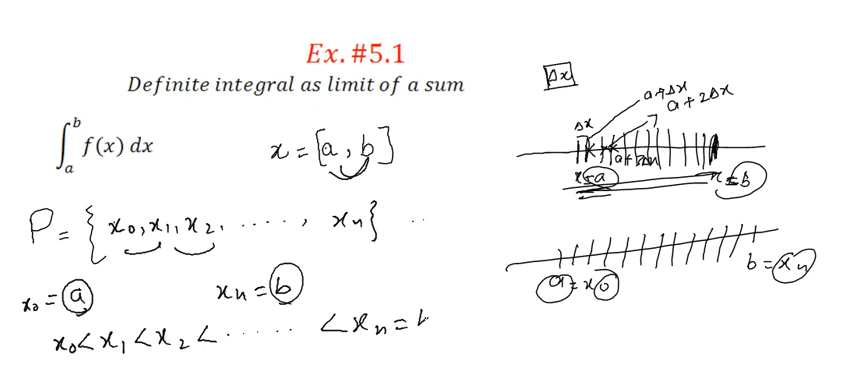 Ex. #5.1
Definite integral as limit of a sum
∫_a^b f(x) dx
x = [a, b]
P = { x₀, x₁, x₂, ....., xₙ } ..
x₀ = a
xₙ = b
x₀ < x₁ < x₂ < ...... < xₙ = b
Δx
a+Δx
a+2Δx
Δx
x = a
x = b
a = x₀
b = xₙ